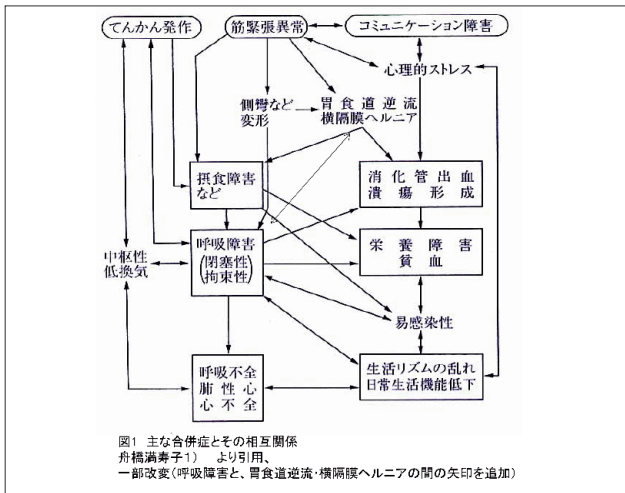 てんかん発作
筋緊張異常
コミュニケーション障害
心理的ストレス
側彎など
変形
胃食道逆流
横隔膜ヘルニア
摂食障害
など
消化管出血
潰瘍形成
呼吸障害
(閉塞性)
(拘束性)
栄養障害
貧血
中枢性
低換気
易感染性
呼吸不全
肺性心
心不全
生活リズムの乱れ
日常生活機能低下
図1 主な合併症とその相互関係
舟橋満寿子1) より引用、
一部改変(呼吸障害と、胃食道逆流・横隔膜ヘルニアの間の矢印を追加)